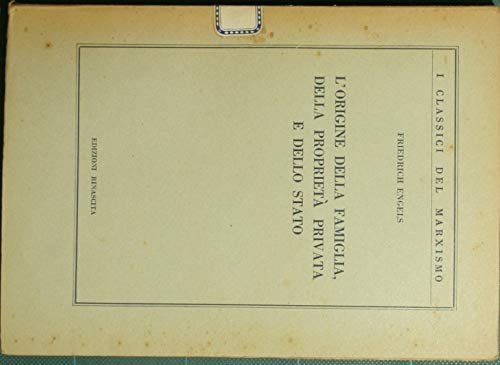 I CLASSICI DEL MARXISMO
FRIEDRICH ENGELS
L'ORIGINE DELLA FAMIGLIA,
DELLA PROPRIETÀ PRIVATA
E DELLO STATO
EDIZIONI RINASCITA